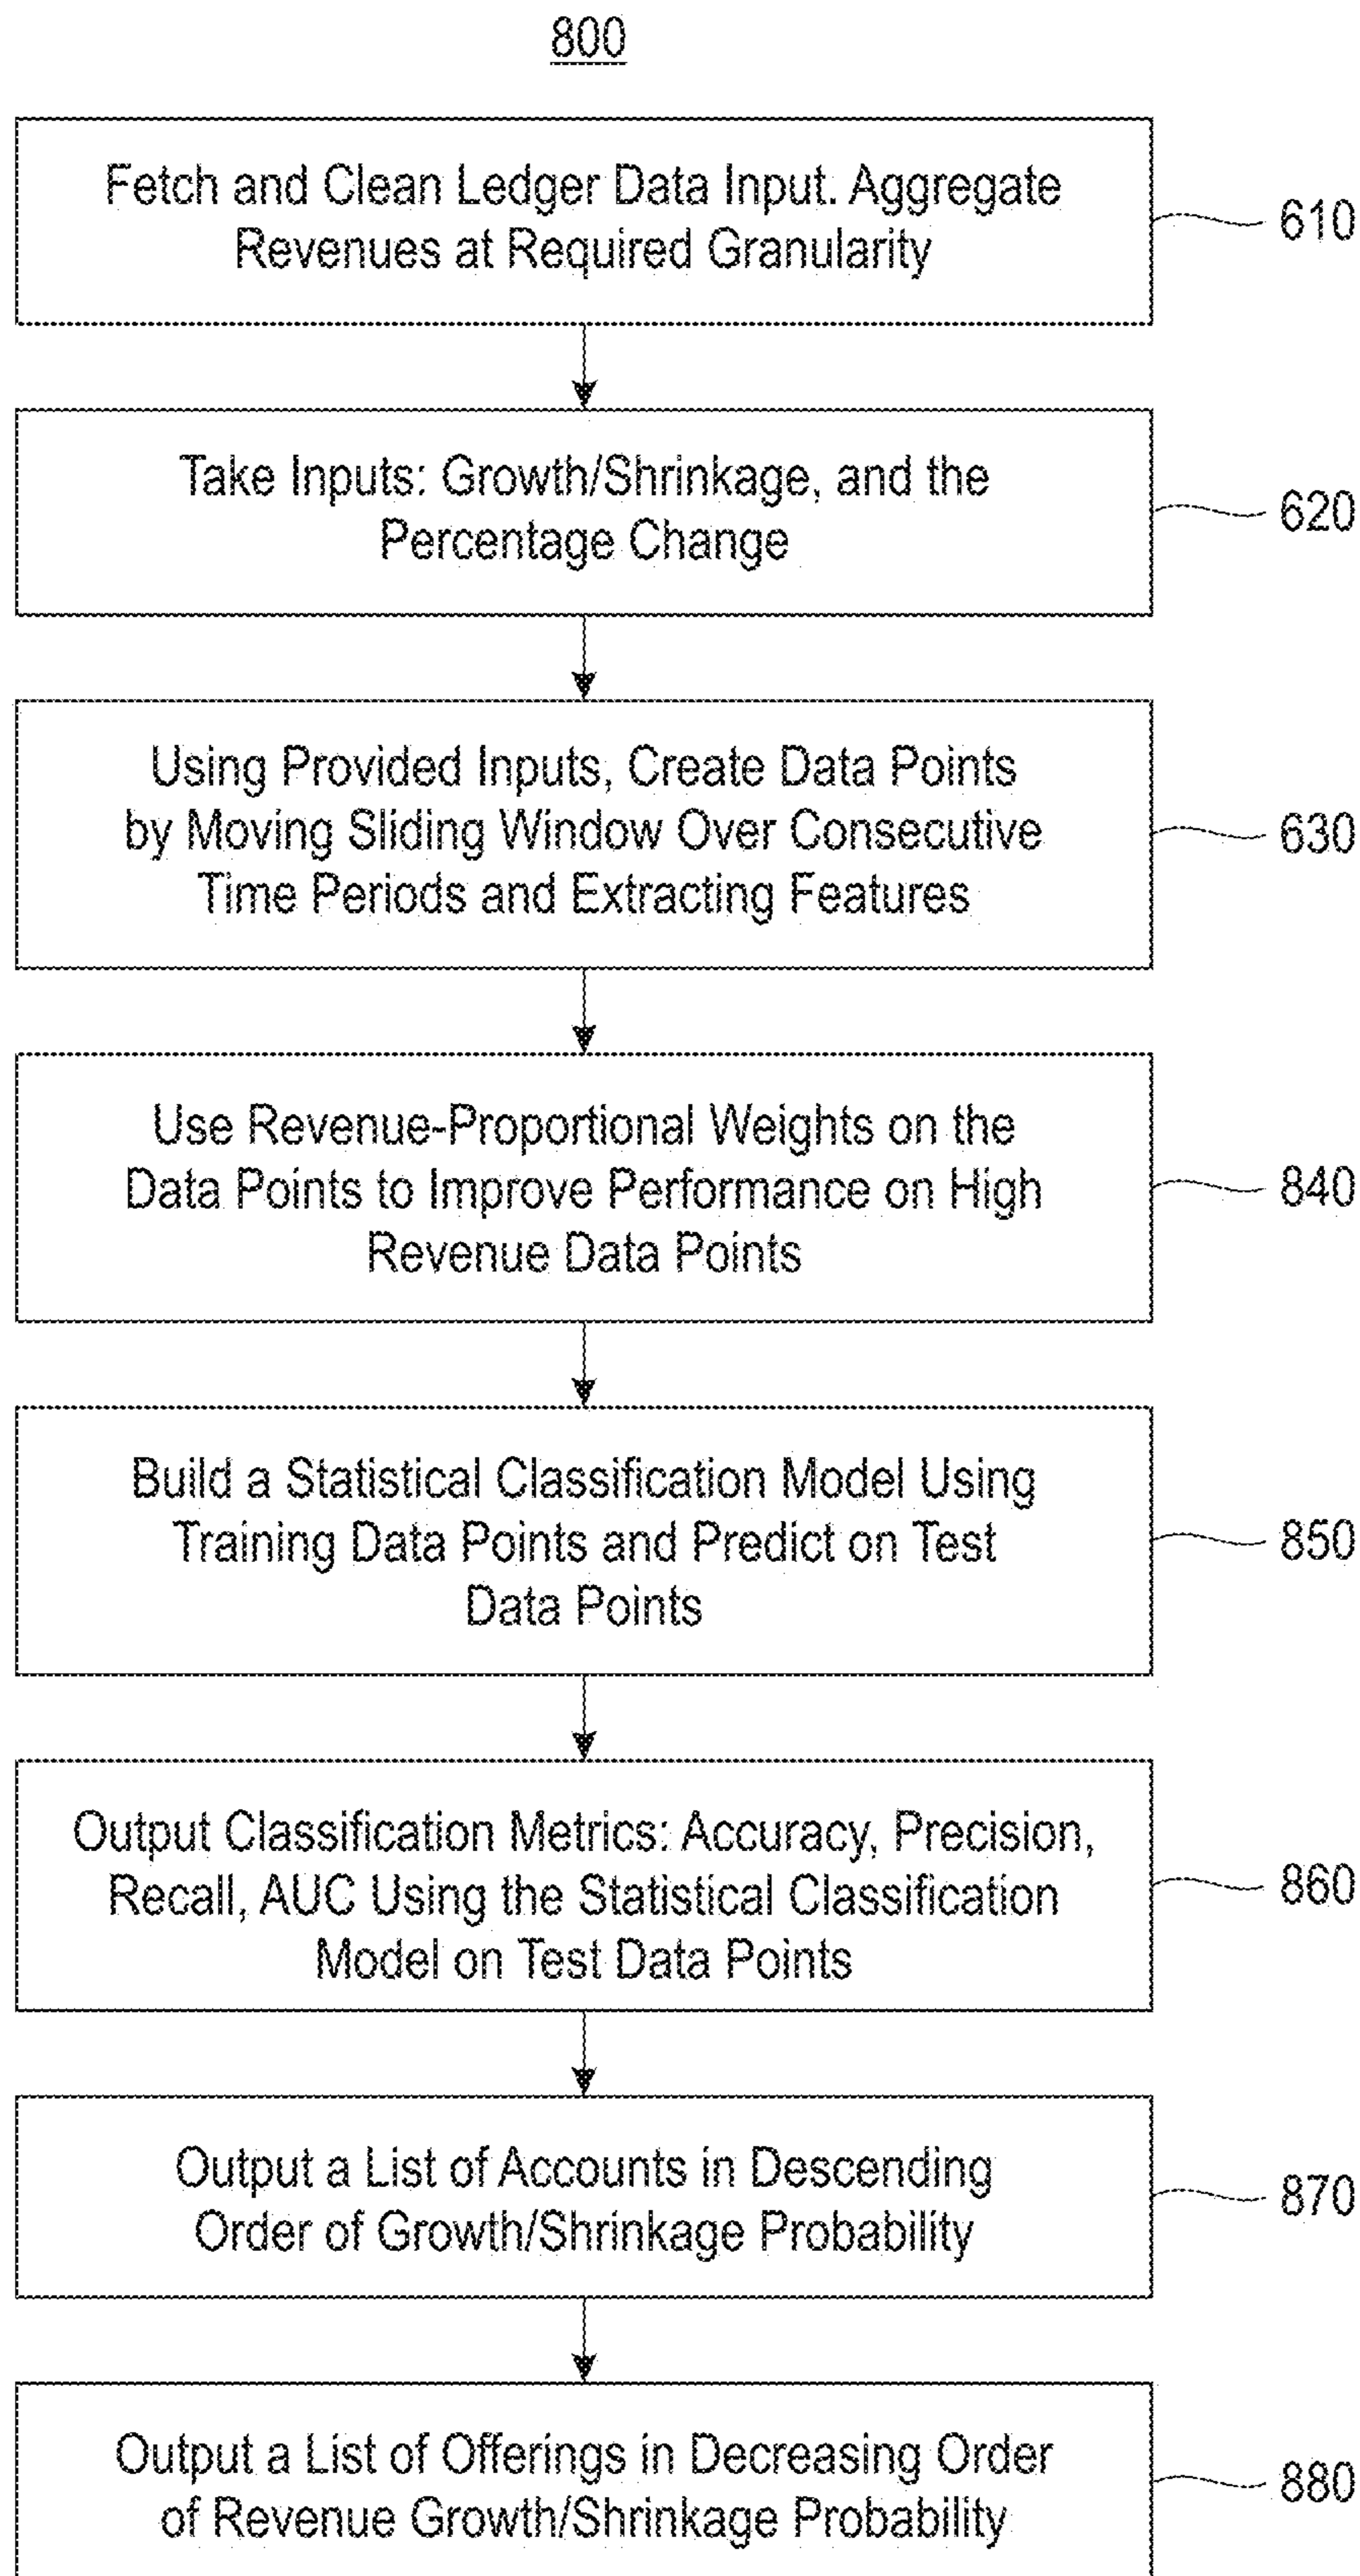 800
Fetch and Clean Ledger Data Input. Aggregate
Revenues at Required Granularity
610
Take Inputs: Growth/Shrinkage, and the
Percentage Change
620
Using Provided Inputs, Create Data Points
by Moving Sliding Window Over Consecutive
Time Periods and Extracting Features
630
Use Revenue-Proportional Weights on the
Data Points to Improve Performance on High
Revenue Data Points
840
Build a Statistical Classification Model Using
Training Data Points and Predict on Test
Data Points
850
Output Classification Metrics: Accuracy, Precision,
Recall, AUC Using the Statistical Classification
Model on Test Data Points
860
Output a List of Accounts in Descending
Order of Growth/Shrinkage Probability
870
Output a List of Offerings in Decreasing Order
of Revenue Growth/Shrinkage Probability
880